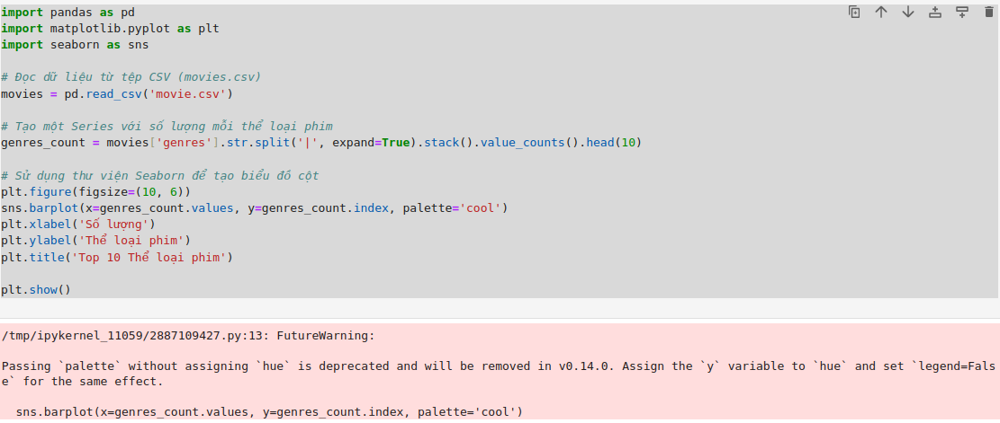 import pandas as pd
import matplotlib.pyplot as plt
import seaborn as sns
# Đọc dữ liệu từ tệp CSV (movies.csv)
movies = pd.read_csv('movie.csv')
# Tạo một Series với số lượng mỗi thể loại phim
genres_count = movies['genres'].str.split('|', expand=True).stack().value_counts().head(10)
# Sử dụng thư viện Seaborn để tạo biểu đồ cột
plt.figure(figsize=(10, 6))
sns.barplot(x=genres_count.values, y=genres_count.index, palette='cool')
plt.xlabel('Số lượng')
plt.ylabel('Thể loại phim')
plt.title('Top 10 Thể loại phim')
plt.show()
/tmp/ipykernel_11059/2887109427.py:13: FutureWarning:
Passing `palette` without assigning `hue` is deprecated and will be removed in v0.14.0. Assign the `y` variable to `hue` and set `legend=Fals
e` for the same effect.
sns.barplot(x=genres_count.values, y=genres_count.index, palette='cool')